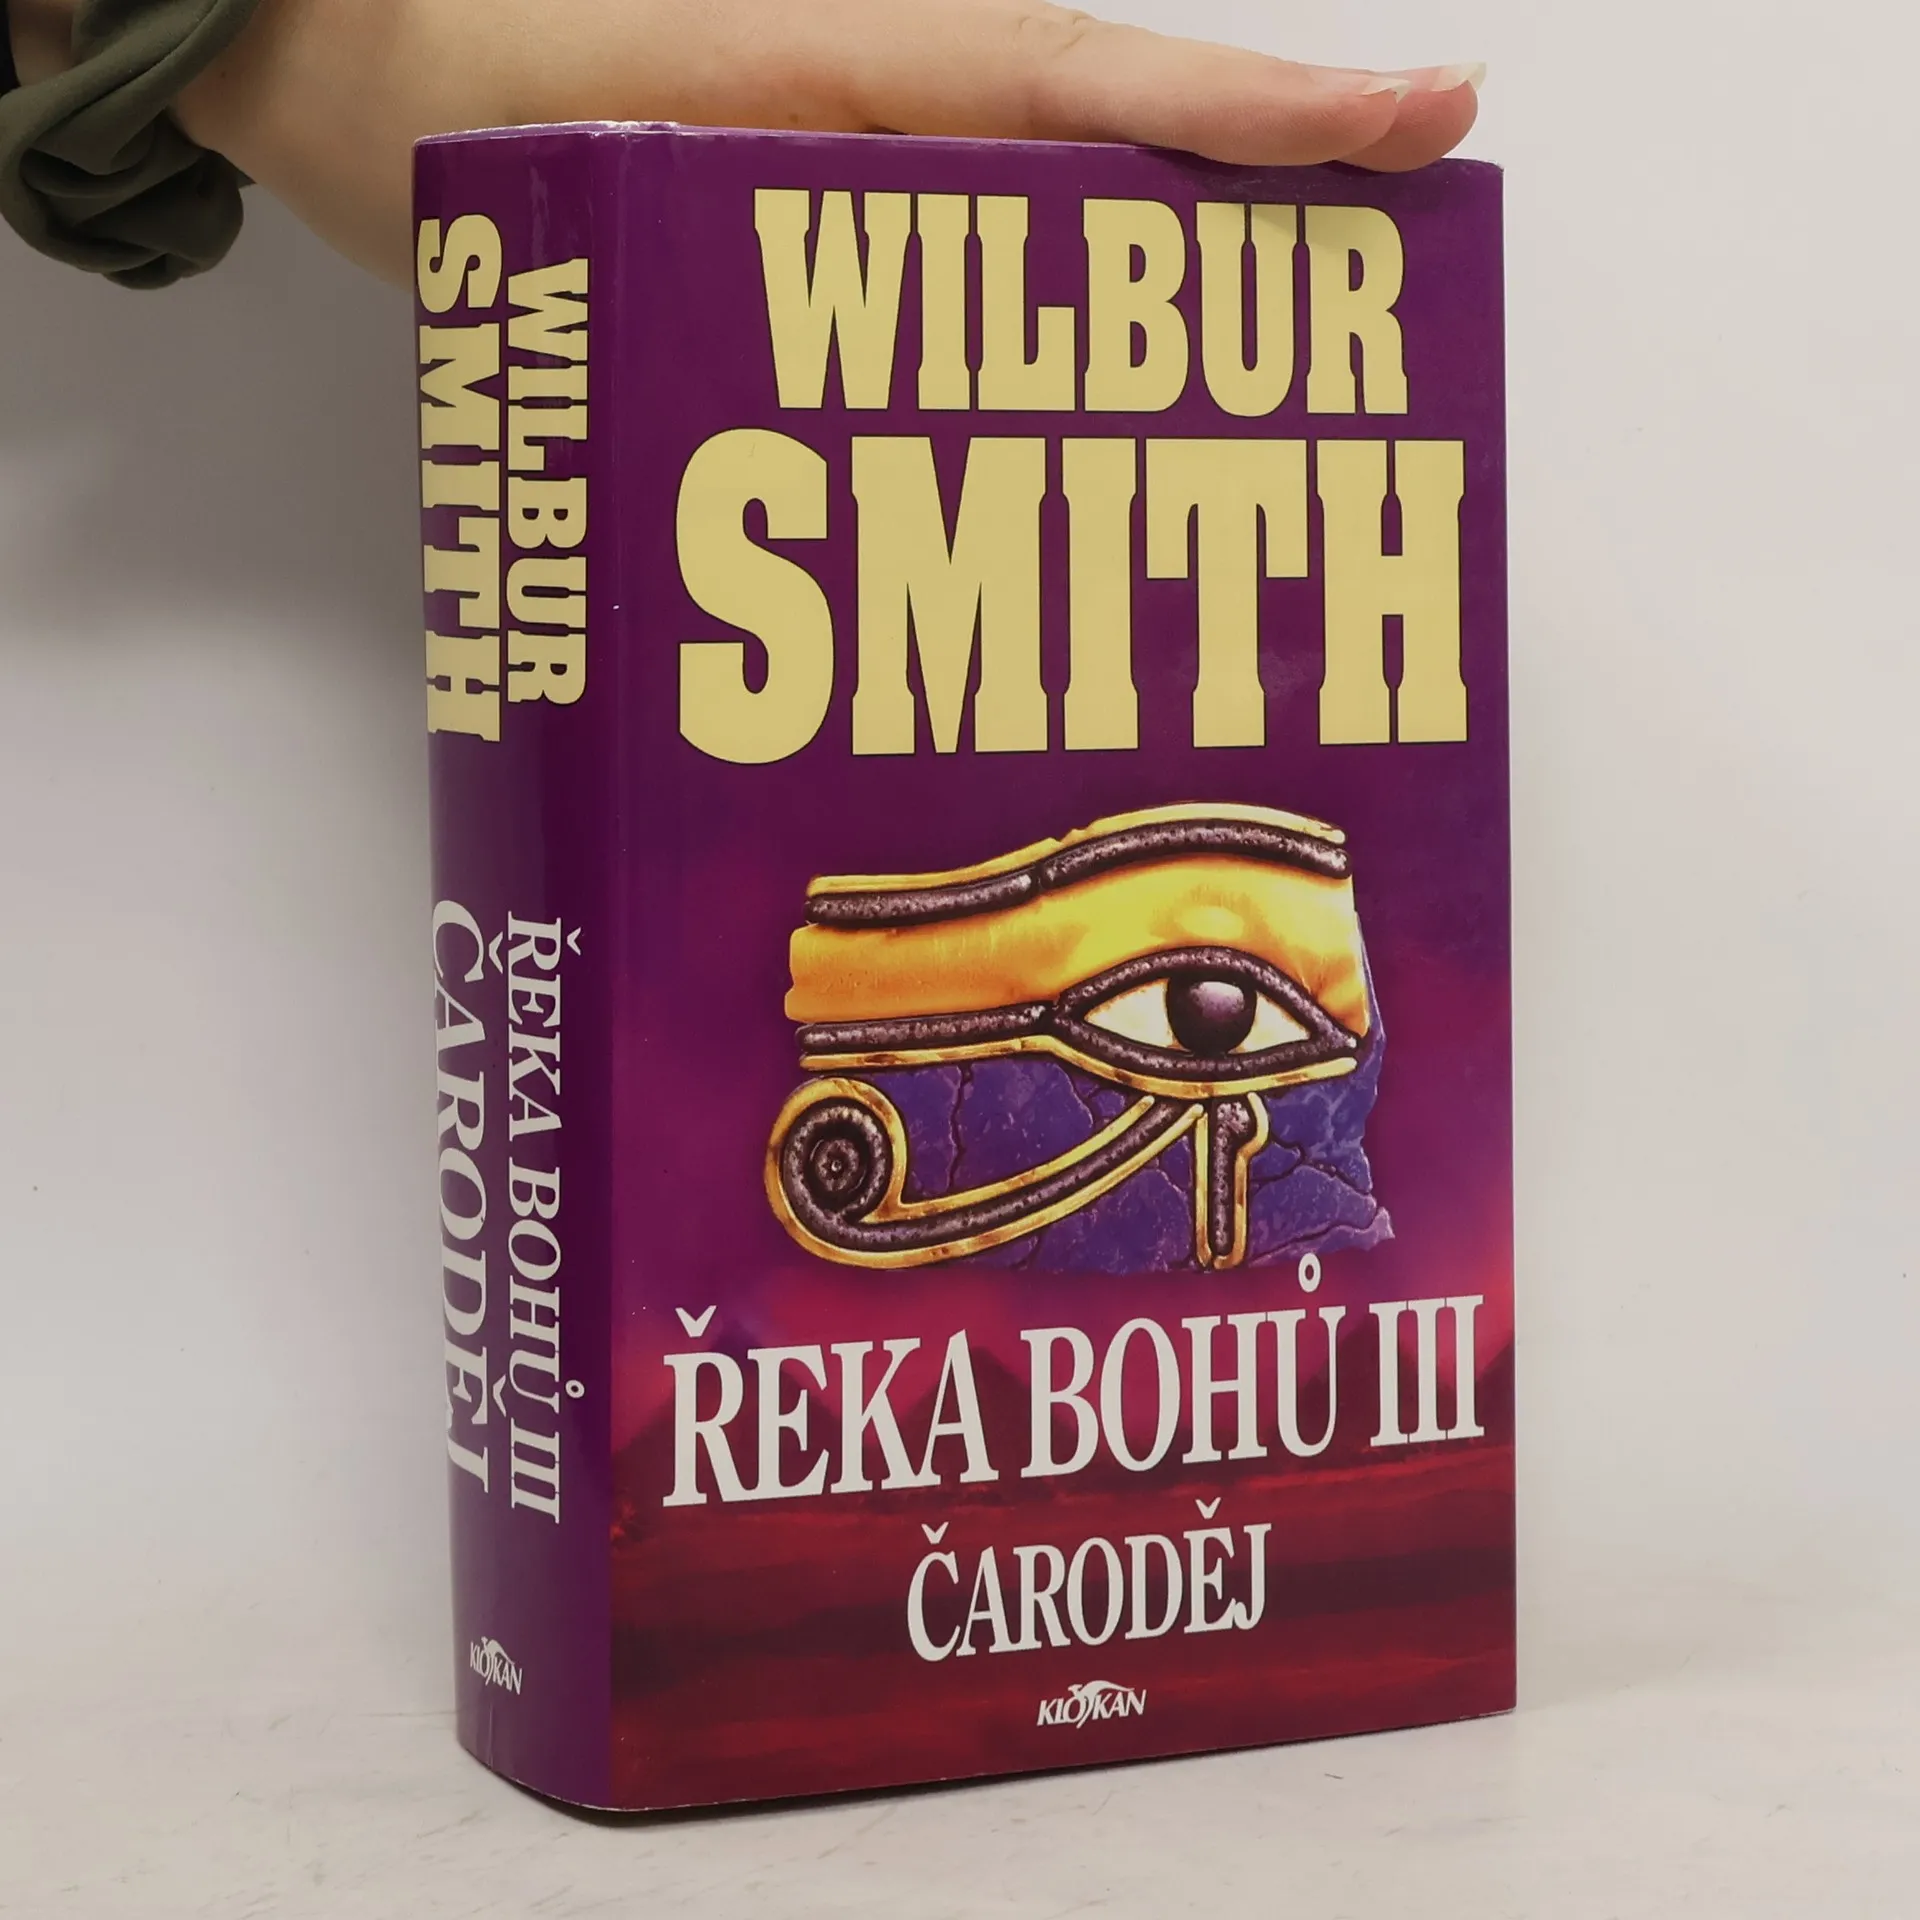 WILBUR
SMITH
ŘEKA BOHŮ III
ČARODĚJ
KLOKAN
WILBUR
SMITH
ŘEKA BOHŮ III
ČARODĚJ
KLOKAN